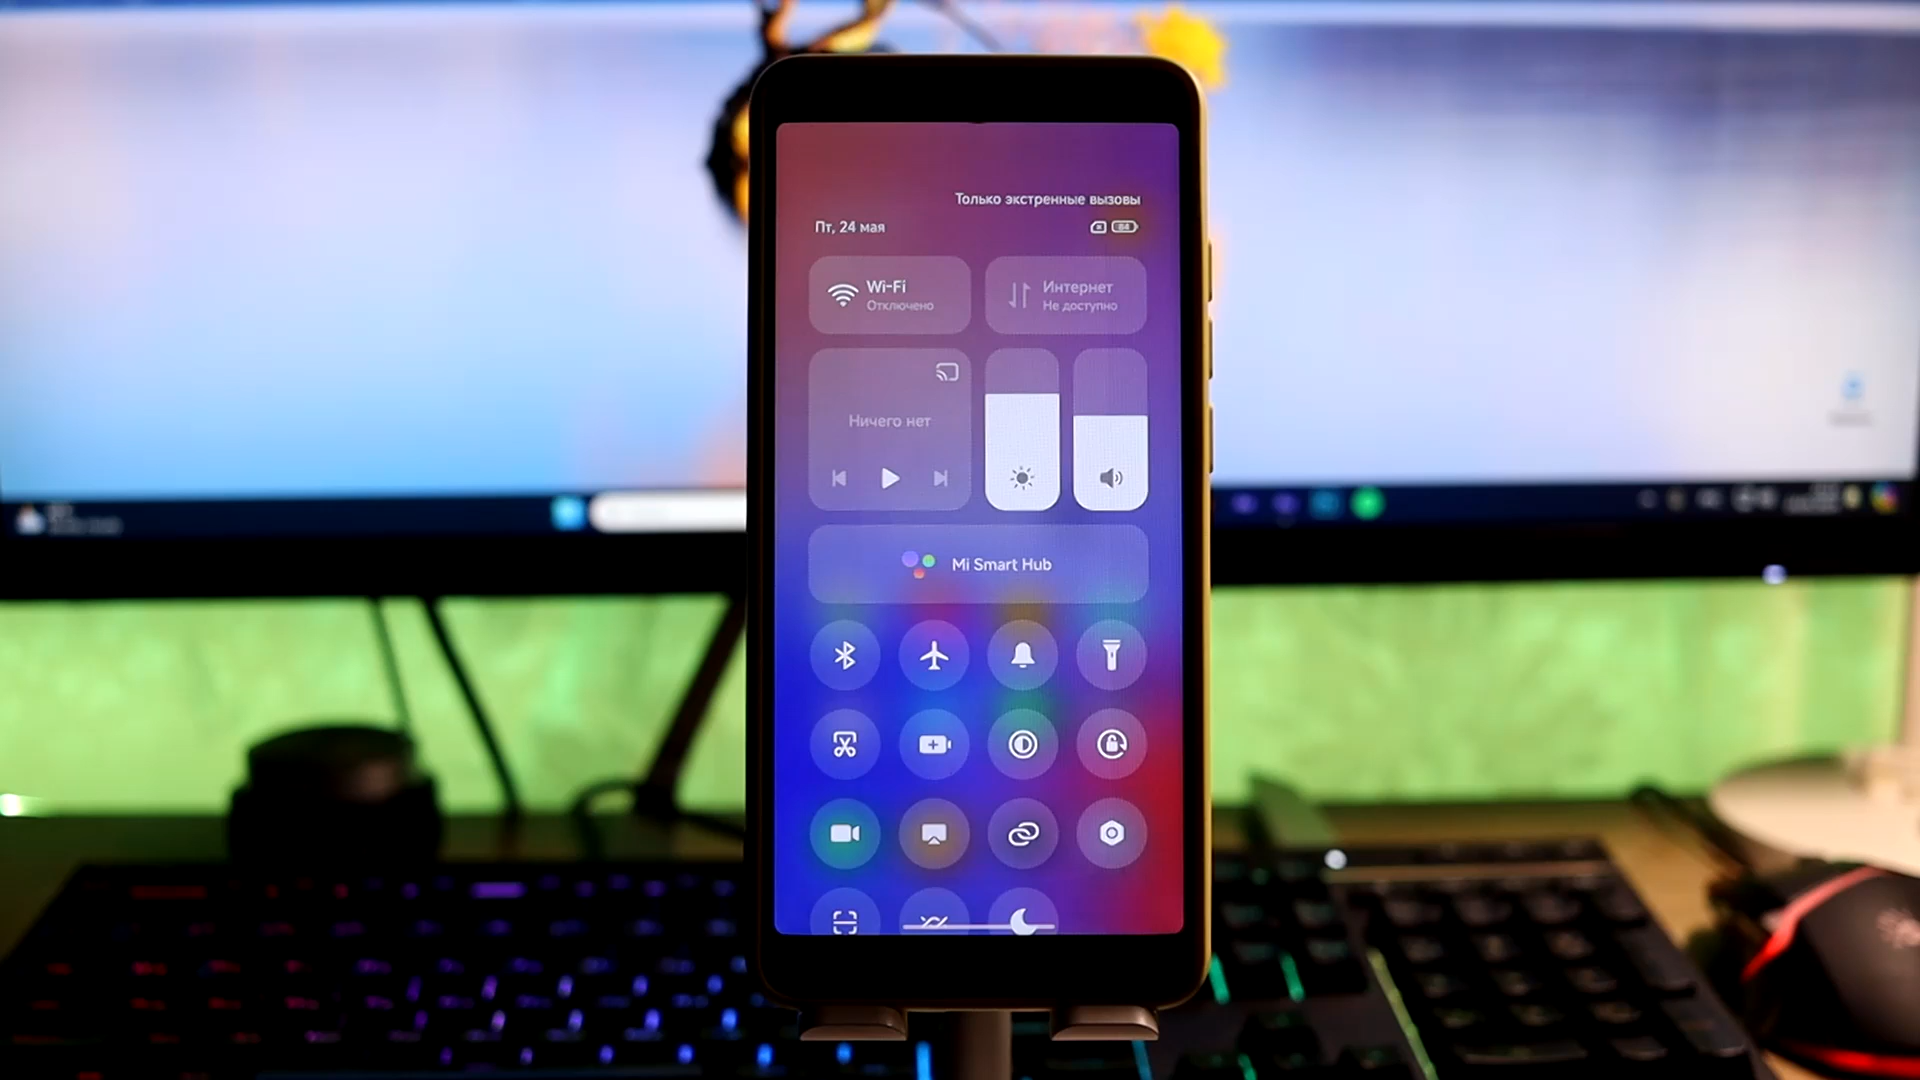 Только экстренные вызовы
Пт, 24 мая
Wi-Fi
Отключено
Интернет
Не доступно
Ничего нет
Mi Smart Hub